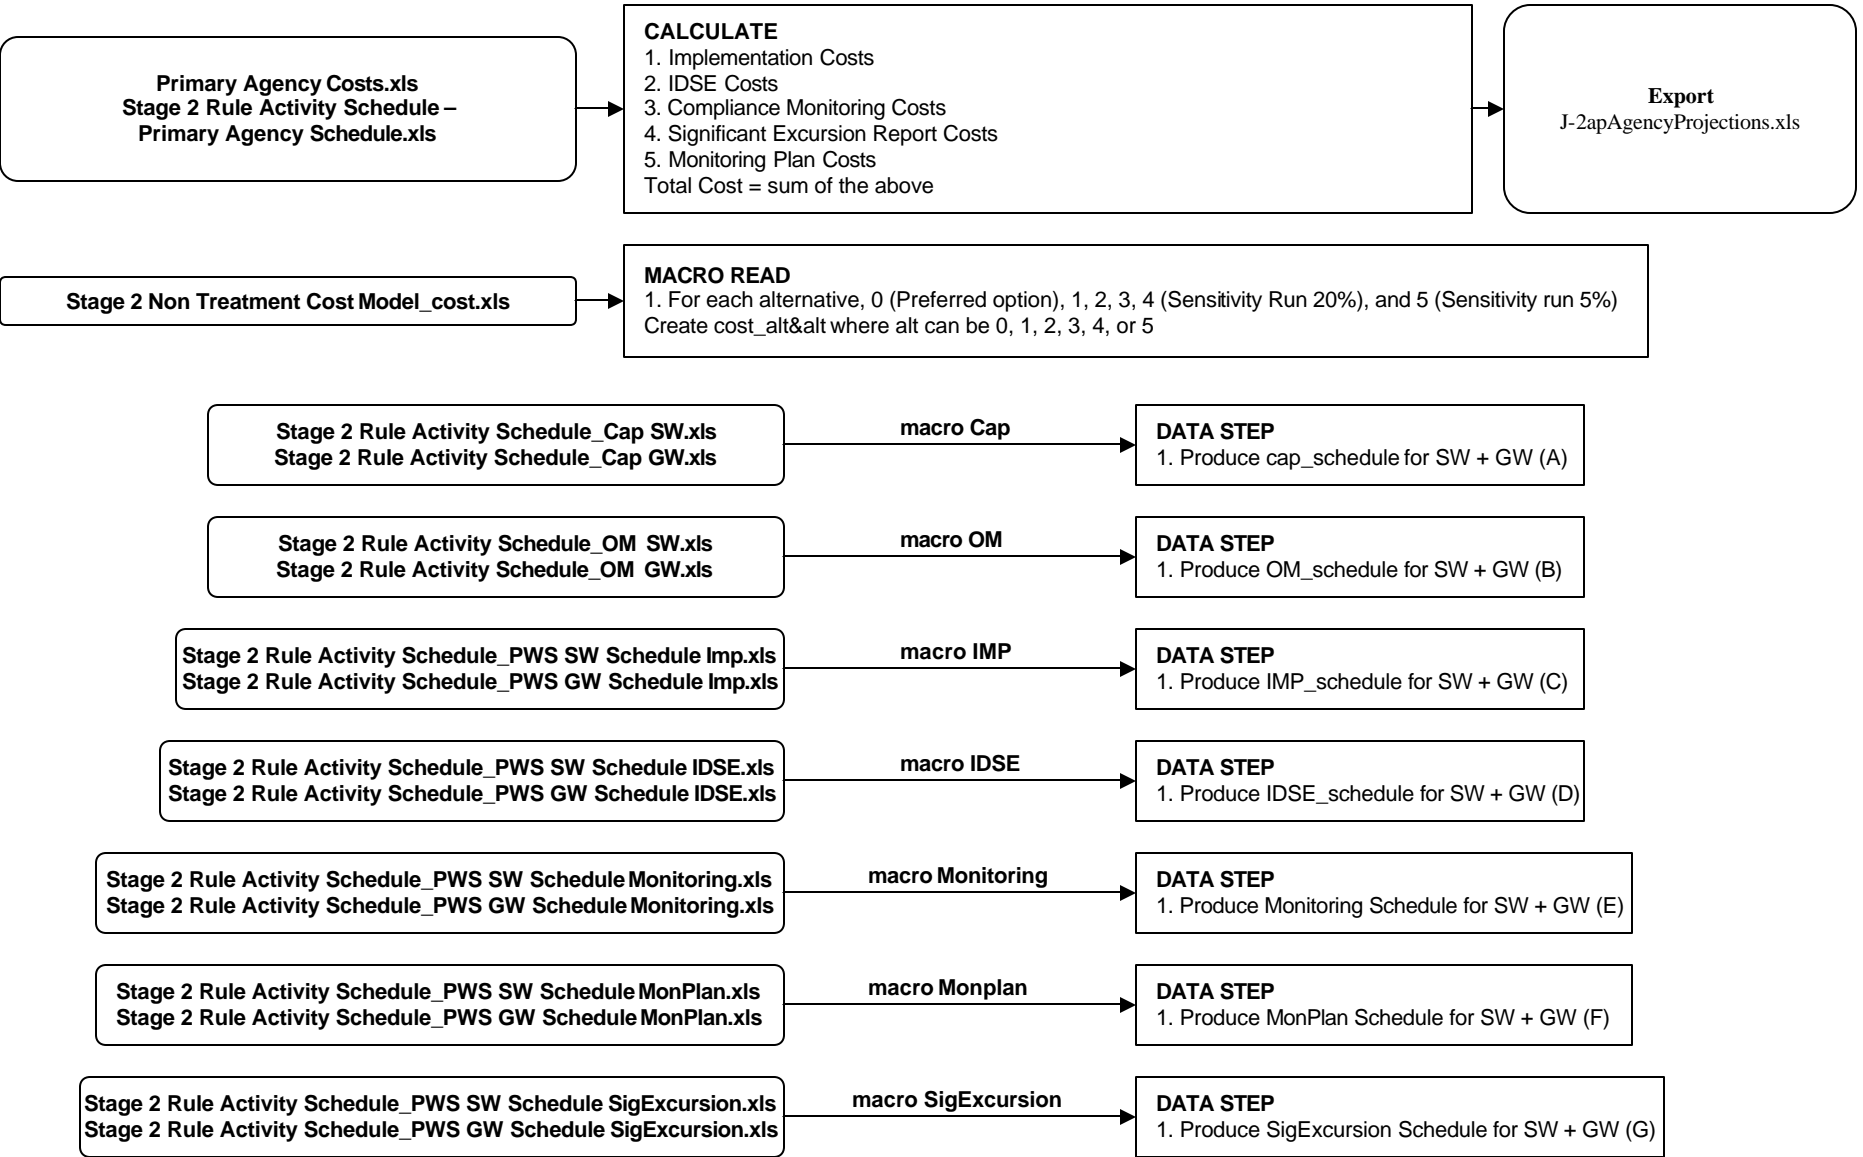 Primary Agency Costs.xls
Stage 2 Rule Activity Schedule –
Primary Agency Schedule.xls
CALCULATE
1. Implementation Costs
2. IDSE Costs
3. Compliance Monitoring Costs
4. Significant Excursion Report Costs
5. Monitoring Plan Costs
Total Cost = sum of the above
Export
J-2apAgencyProjections.xls
Stage 2 Non Treatment Cost Model_cost.xls
MACRO READ
1. For each alternative, 0 (Preferred option), 1, 2, 3, 4 (Sensitivity Run 20%), and 5 (Sensitivity run 5%)
Create cost_alt&alt where alt can be 0, 1, 2, 3, 4, or 5
Stage 2 Rule Activity Schedule_Cap SW.xls
Stage 2 Rule Activity Schedule_Cap GW.xls
macro Cap
DATA STEP
1. Produce cap_schedule for SW + GW (A)
Stage 2 Rule Activity Schedule_OM SW.xls
Stage 2 Rule Activity Schedule_OM GW.xls
macro OM
DATA STEP
1. Produce OM_schedule for SW + GW (B)
Stage 2 Rule Activity Schedule_PWS SW Schedule Imp.xls
Stage 2 Rule Activity Schedule_PWS GW Schedule Imp.xls
macro IMP
DATA STEP
1. Produce IMP_schedule for SW + GW (C)
Stage 2 Rule Activity Schedule_PWS SW Schedule IDSE.xls
Stage 2 Rule Activity Schedule_PWS GW Schedule IDSE.xls
macro IDSE
DATA STEP
1. Produce IDSE_schedule for SW + GW (D)
Stage 2 Rule Activity Schedule_PWS SW Schedule Monitoring.xls
Stage 2 Rule Activity Schedule_PWS GW Schedule Monitoring.xls
macro Monitoring
DATA STEP
1. Produce Monitoring Schedule for SW + GW (E)
Stage 2 Rule Activity Schedule_PWS SW Schedule MonPlan.xls
Stage 2 Rule Activity Schedule_PWS GW Schedule MonPlan.xls
macro Monplan
DATA STEP
1. Produce MonPlan Schedule for SW + GW (F)
Stage 2 Rule Activity Schedule_PWS SW Schedule SigExcursion.xls
Stage 2 Rule Activity Schedule_PWS GW Schedule SigExcursion.xls
macro SigExcursion
DATA STEP
1. Produce SigExcursion Schedule for SW + GW (G)